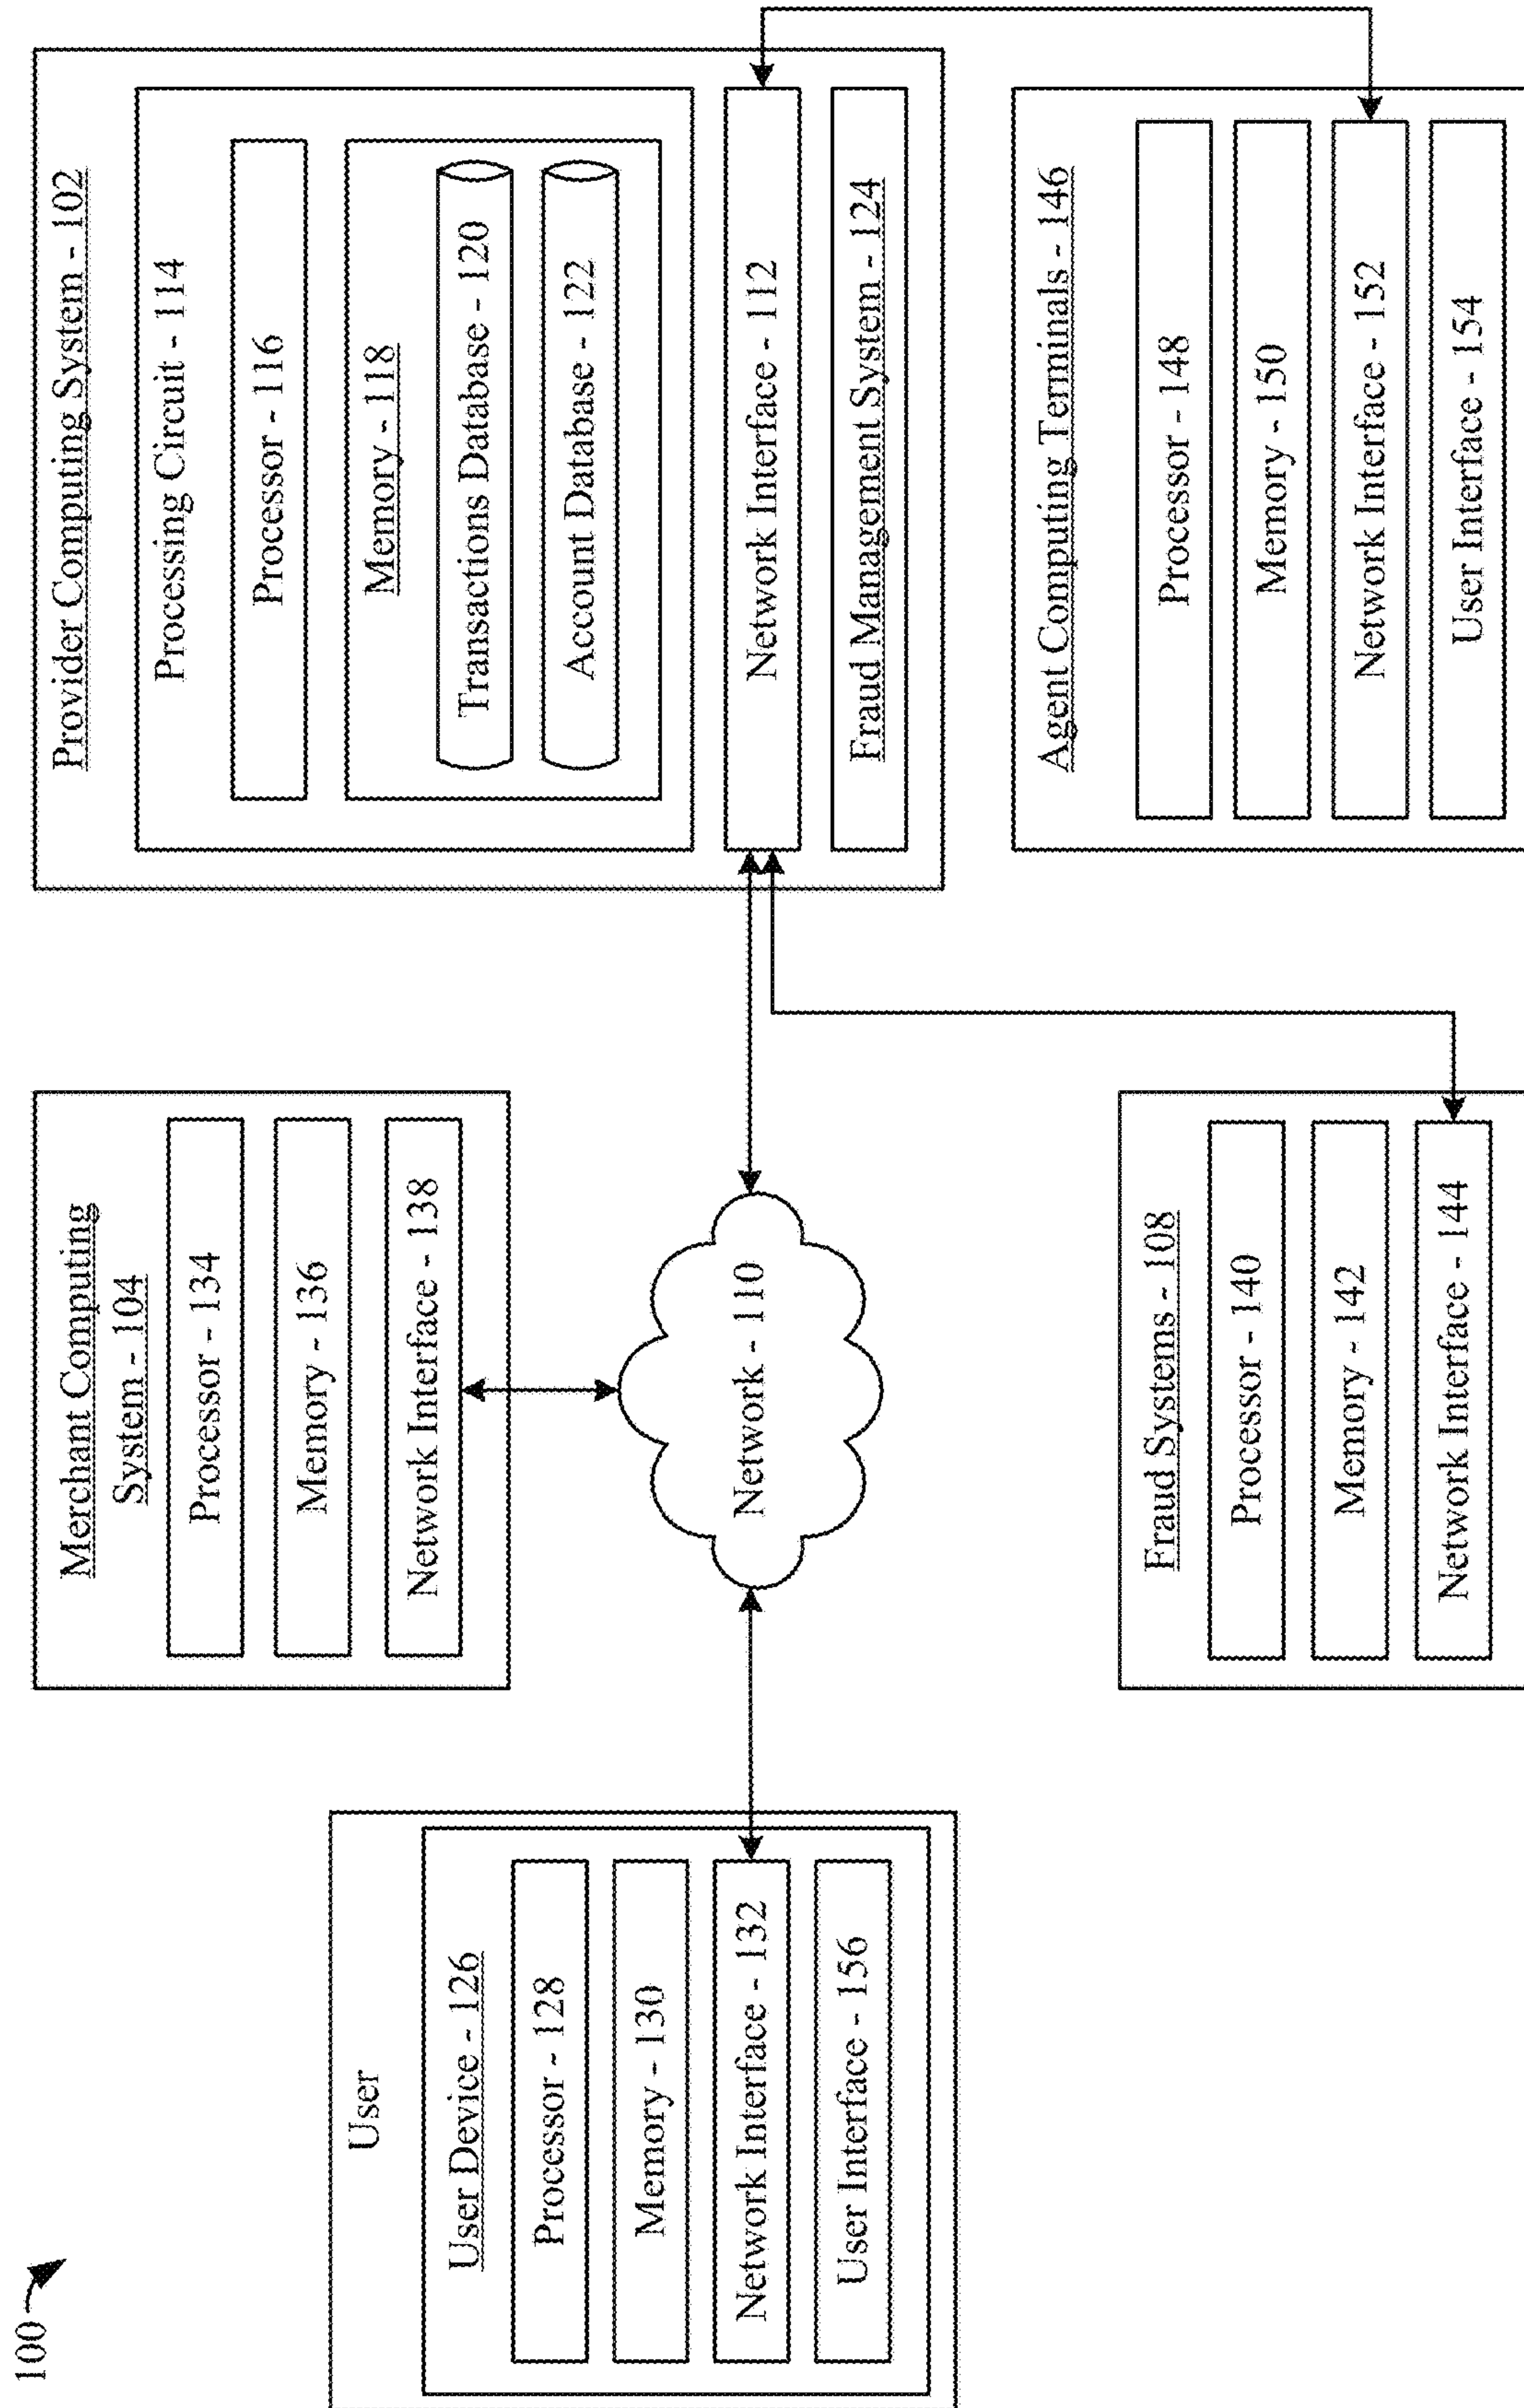 100
User
User Device - 126
Processor - 128
Memory - 130
Network Interface - 132
User Interface - 156
Merchant Computing
System - 104
Processor - 134
Memory - 136
Network Interface - 138
Network - 110
Fraud Systems - 108
Processor - 140
Memory - 142
Network Interface - 144
Provider Computing System - 102
Processing Circuit - 114
Processor - 116
Memory - 118
Transactions Database - 120
Account Database - 122
Network Interface - 112
Fraud Management System - 124
Agent Computing Terminals - 146
Processor - 148
Memory - 150
Network Interface - 152
User Interface - 154